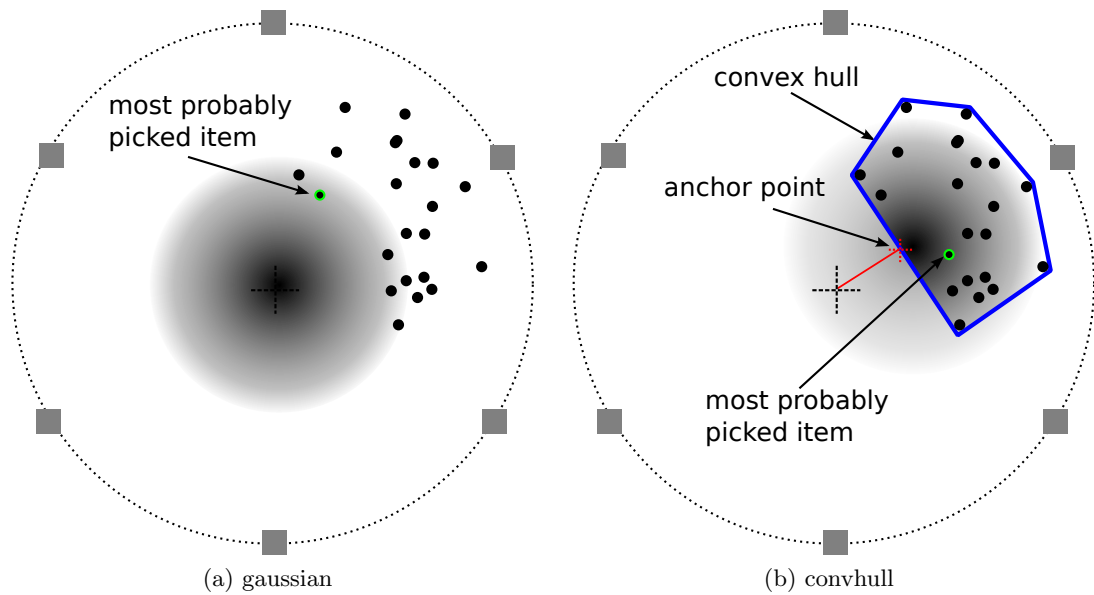 most probably
picked item
(a) gaussian
convex hull
anchor point
most probably
picked item
(b) convhull